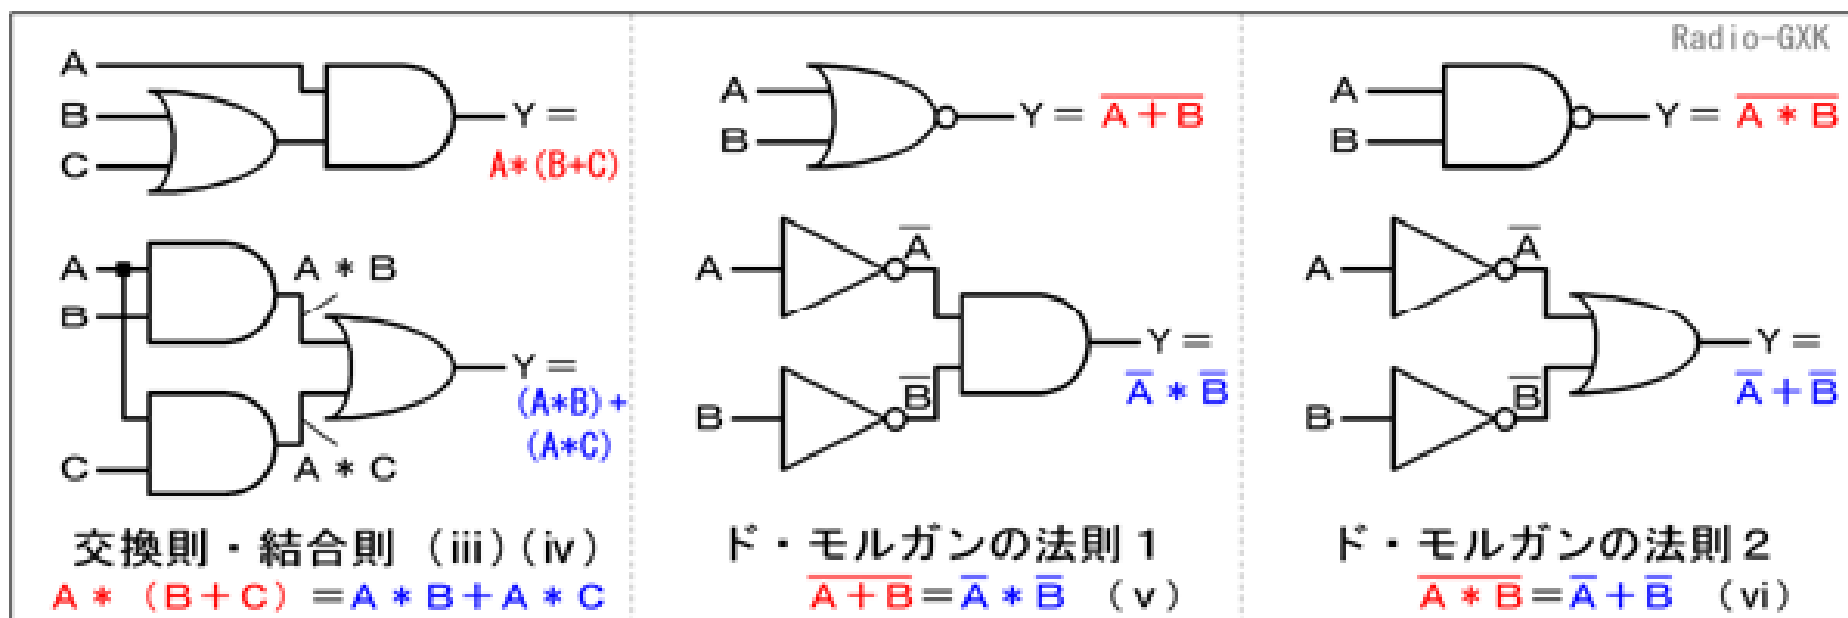 Radio-GXK
A
B
C
Y =
A*(B+C)
A
B
A * B
C
A * C
Y =
(A*B) +
(A*C)
交換則・結合則 (iii)(iv)
A * (B + C) = A * B + A * C
A
B
Y = A̅ ̅+̅ ̅B̅
A
A̅
B
B̅
Y =
A̅ * B̅
ド・モルガンの法則1
A̅+̅B̅ = A̅ * B̅ (v)
A
B
Y = A̅ ̅*̅ ̅B̅
A
A̅
B
B̅
Y =
A̅ + B̅
ド・モルガンの法則2
A̅ ̅*̅ ̅B̅ = A̅ + B̅ (vi)